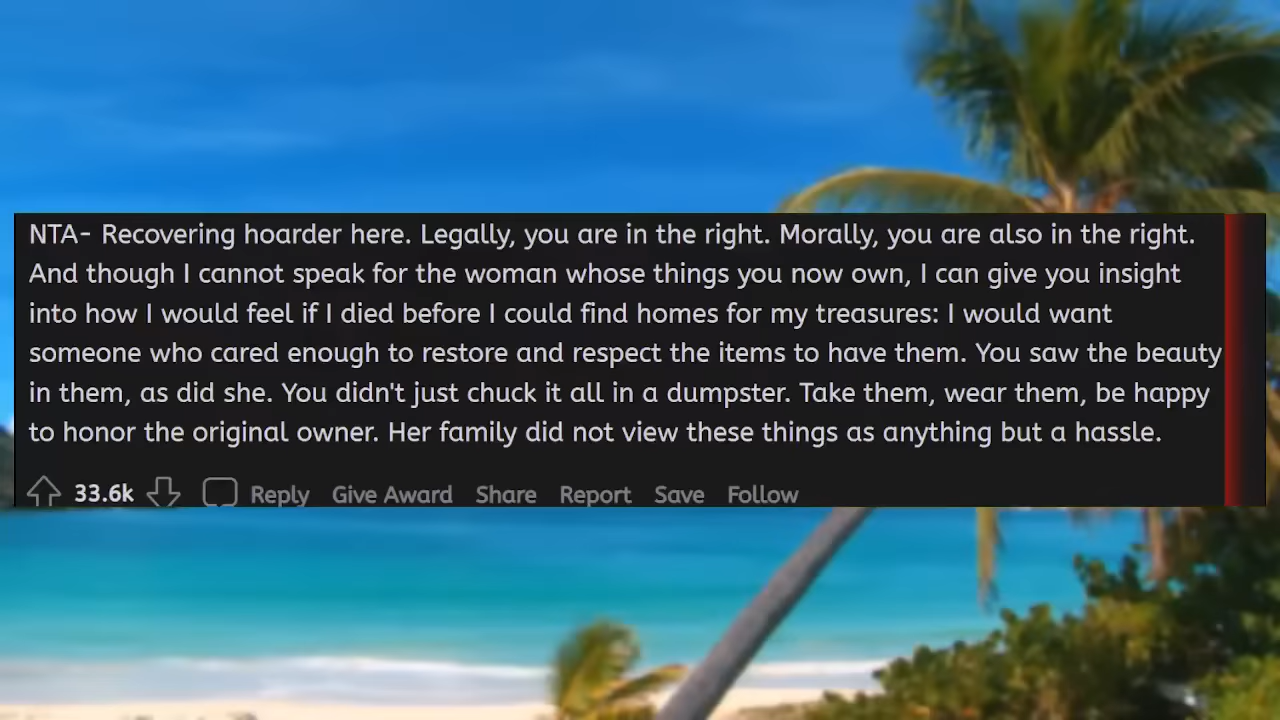 NTA- Recovering hoarder here. Legally, you are in the right. Morally, you are also in the right.
And though I cannot speak for the woman whose things you now own, I can give you insight
into how I would feel if I died before I could find homes for my treasures: I would want
someone who cared enough to restore and respect the items to have them. You saw the beauty
in them, as did she. You didn't just chuck it all in a dumpster. Take them, wear them, be happy
to honor the original owner. Her family did not view these things as anything but a hassle.
33.6k Reply Give Award Share Report Save Follow